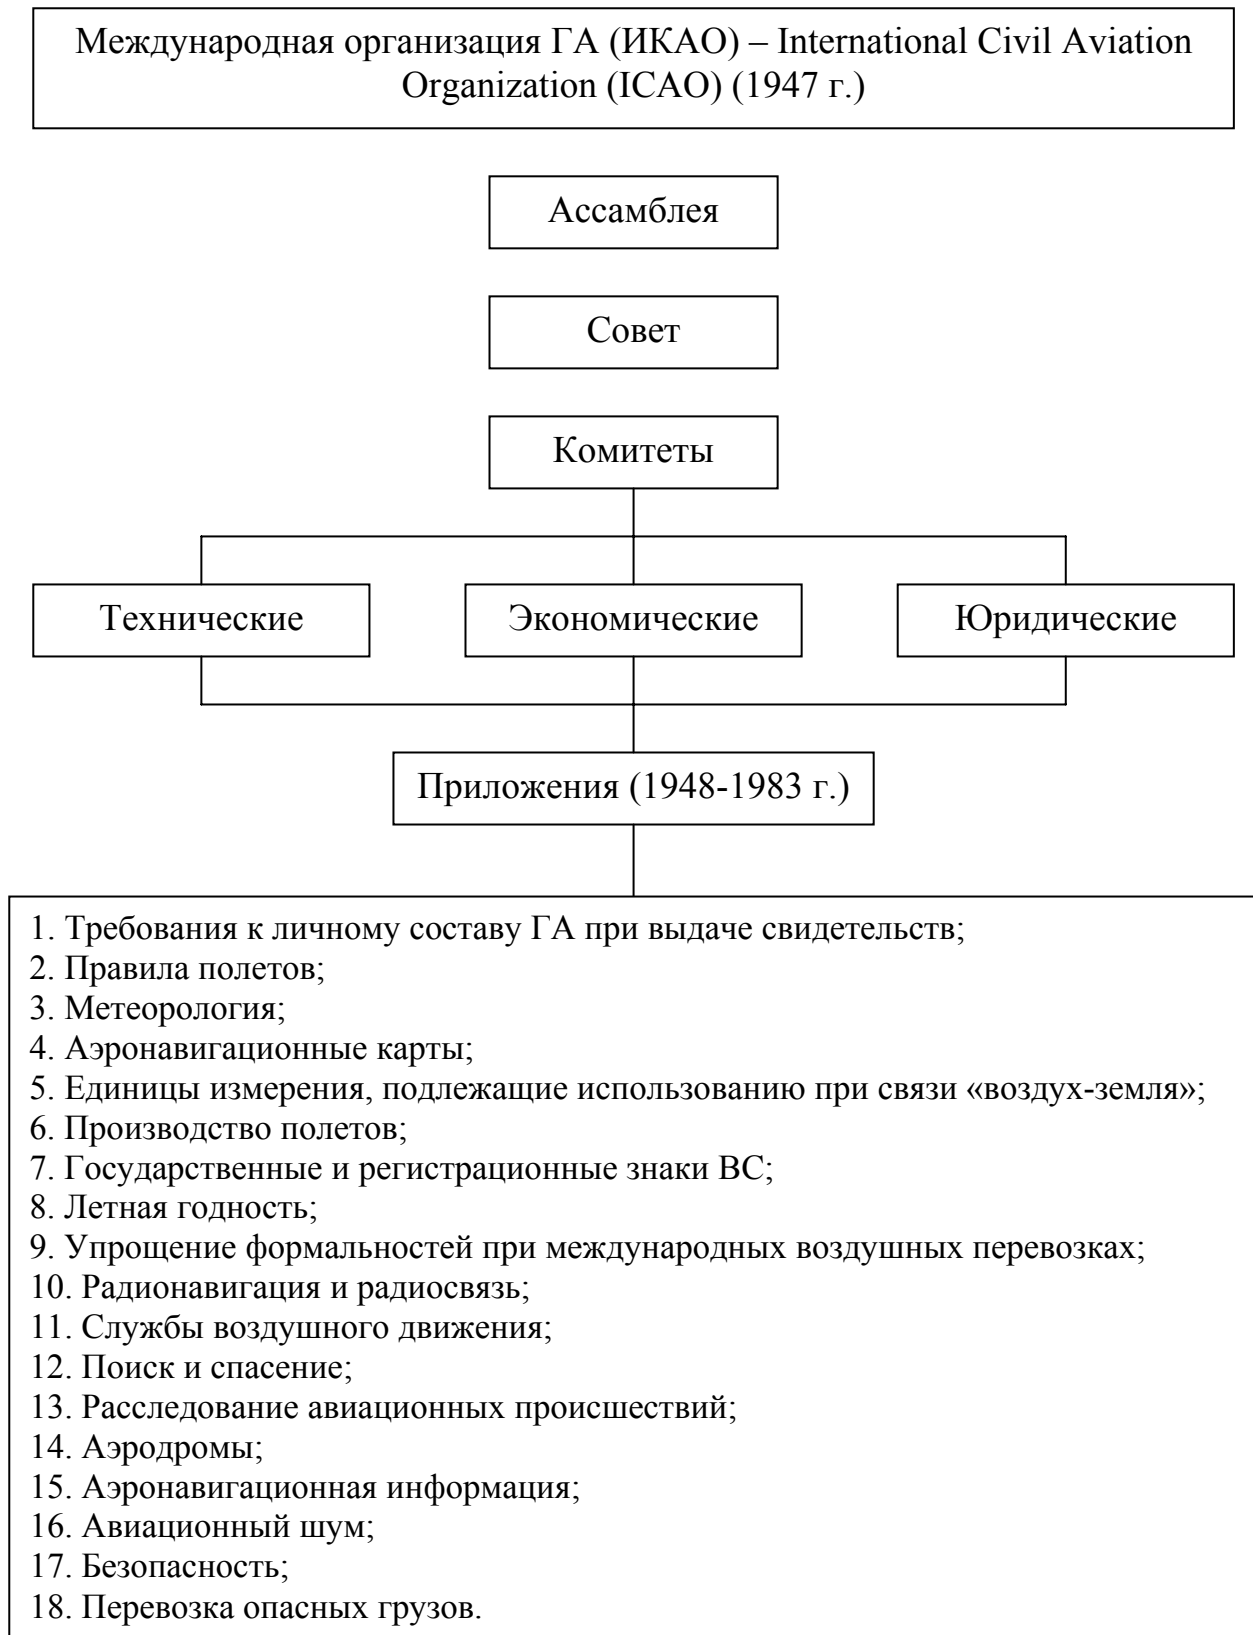 Международная организация ГА (ИКАО) – International Civil Aviation
Organization (ICAO) (1947 г.)
Ассамблея
Совет
Комитеты
Технические
Экономические
Юридические
Приложения (1948-1983 г.)
1. Требования к личному составу ГА при выдаче свидетельств;
2. Правила полетов;
3. Метеорология;
4. Аэронавигационные карты;
5. Единицы измерения, подлежащие использованию при связи «воздух-земля»;
6. Производство полетов;
7. Государственные и регистрационные знаки ВС;
8. Летная годность;
9. Упрощение формальностей при международных воздушных перевозках;
10. Радионавигация и радиосвязь;
11. Службы воздушного движения;
12. Поиск и спасение;
13. Расследование авиационных происшествий;
14. Аэродромы;
15. Аэронавигационная информация;
16. Авиационный шум;
17. Безопасность;
18. Перевозка опасных грузов.